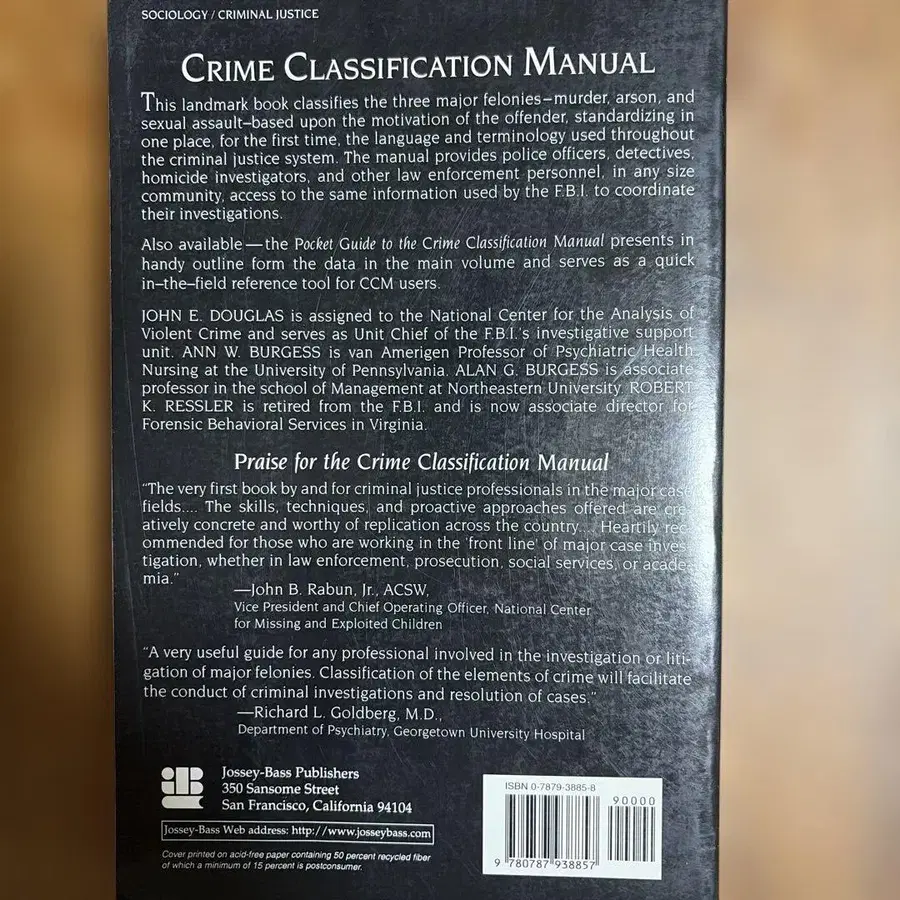 SOCIOLOGY / CRIMINAL JUSTICE
CRIME CLASSIFICATION MANUAL
This landmark book classifies the three major felonies—murder, arson, and
sexual assault—based upon the motivation of the offender, standardizing in
one place, for the first time, the language and terminology used throughout
the criminal justice system. The manual provides police officers, detectives,
homicide investigators, and other law enforcement personnel, in any size
community, access to the same information used by the F.B.I. to coordinate
their investigations.
Also available—the Pocket Guide to the Crime Classification Manual presents in
handy outline form the data in the main volume and serves as a quick
in–the–field reference tool for CCM users.
JOHN E. DOUGLAS is assigned to the National Center for the Analysis of
Violent Crime and serves as Unit Chief of the F.B.I.'s investigative support
unit. ANN W. BURGESS is van Amerigen Professor of Psychiatric Health
Nursing at the University of Pennsylvania. ALAN G. BURGESS is associate
professor in the school of Management at Northeastern University. ROBERT
K. RESSLER is retired from the F.B.I. and is now associate director for
Forensic Behavioral Services in Virginia.
Praise for the Crime Classification Manual
"The very first book by and for criminal justice professionals in the major case
fields.... The skills, techniques, and proactive approaches offered are cre-
atively concrete and worthy of replication across the country... Heartily rec-
ommended for those who are working in the 'front line' of major case inves-
tigation, whether in law enforcement, prosecution, social services, or acade-
mia."
—John B. Rabun, Jr., ACSW,
Vice President and Chief Operating Officer, National Center
for Missing and Exploited Children
"A very useful guide for any professional involved in the investigation or liti-
gation of major felonies. Classification of the elements of crime will facilitate
the conduct of criminal investigations and resolution of cases."
—Richard L. Goldberg, M.D.,
Department of Psychiatry, Georgetown University Hospital
Jossey-Bass Publishers
350 Sansome Street
San Francisco, California 94104
Jossey-Bass Web address: http://www.josseybass.com
Cover printed on acid-free paper containing 50 percent recycled fiber
of which a minimum of 15 percent is postconsumer.
ISBN 0-7879-3885-8
90000
9 780787 938857